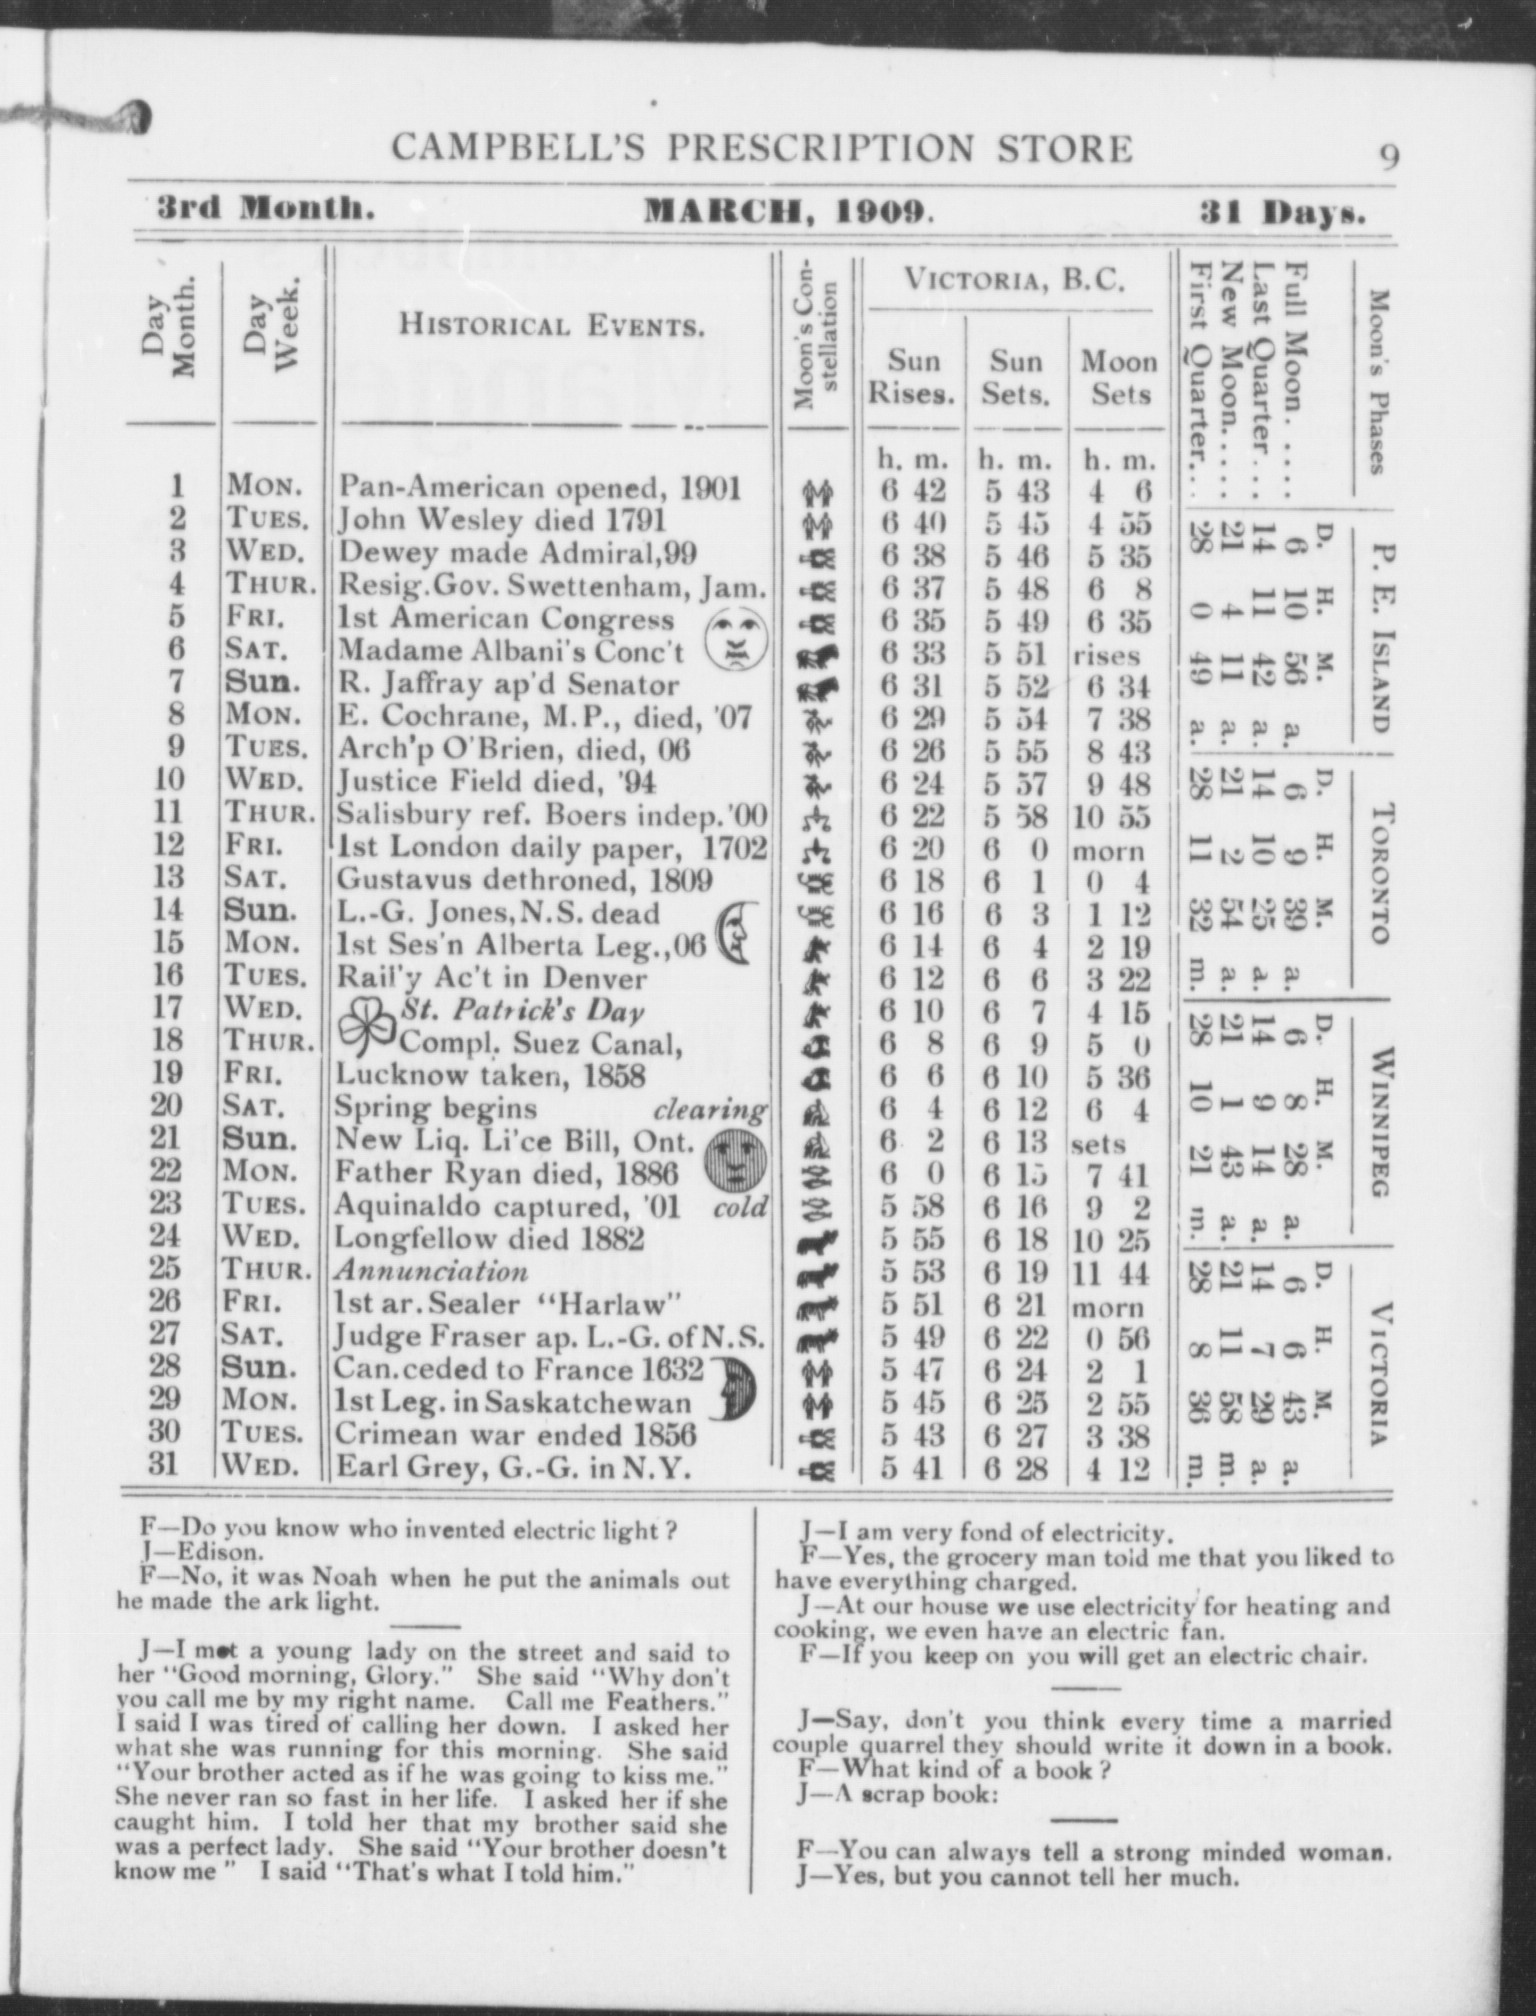 CAMPBELL'S PRESCRIPTION STORE 9
3rd Month. MARCH, 1909. 31 Days.
Day Month. Day Week. HISTORICAL EVENTS. Moon's Con-stellation VICTORIA, B.C.
Sun Rises. Sun Sets. Moon Sets
h. m. h. m. h. m.
1 MON. Pan-American opened, 1901 6 42 5 43 4 6
2 TUES. John Wesley died 1791 6 40 5 45 4 55
3 WED. Dewey made Admiral,99 6 38 5 46 5 35
4 THUR. Resig.Gov. Swettenham, Jam. 6 37 5 48 6 8
5 FRI. 1st American Congress 6 35 5 49 6 35
6 SAT. Madame Albani's Conc't 6 33 5 51 rises
7 Sun. R. Jaffray ap'd Senator 6 31 5 52 6 34
8 MON. E. Cochrane, M.P., died, '07 6 29 5 54 7 38
9 TUES. Arch'p O'Brien, died, 06 6 26 5 55 8 43
10 WED. Justice Field died, '94 6 24 5 57 9 48
11 THUR. Salisbury ref. Boers indep.'00 6 22 5 58 10 55
12 FRI. 1st London daily paper, 1702 6 20 6 0 morn
13 SAT. Gustavus dethroned, 1809 6 18 6 1 0 4
14 Sun. L.-G. Jones,N.S. dead 6 16 6 3 1 12
15 MON. 1st Ses'n Alberta Leg.,06 6 14 6 4 2 19
16 TUES. Rail'y Ac't in Denver 6 12 6 6 3 22
17 WED. St. Patrick's Day 6 10 6 7 4 15
18 THUR. Compl. Suez Canal, 6 8 6 9 5 0
19 FRI. Lucknow taken, 1858 6 6 6 10 5 36
20 SAT. Spring begins clearing 6 4 6 12 6 4
21 Sun. New Liq. Li'ce Bill, Ont. 6 2 6 13 sets
22 MON. Father Ryan died, 1886 6 0 6 15 7 41
23 TUES. Aquinaldo captured, '01 cold 5 58 6 16 9 2
24 WED. Longfellow died 1882 5 55 6 18 10 25
25 THUR. Annunciation 5 53 6 19 11 44
26 FRI. 1st ar. Sealer "Harlaw" 5 51 6 21 morn
27 SAT. Judge Fraser ap. L.-G. of N.S. 5 49 6 22 0 56
28 Sun. Can.ceded to France 1632 5 47 6 24 2 1
29 MON. 1st Leg. in Saskatchewan 5 45 6 25 2 55
30 TUES. Crimean war ended 1856 5 43 6 27 3 38
31 WED. Earl Grey, G.-G. in N.Y. 5 41 6 28 4 12
Moon's Phases P. E. ISLAND TORONTO WINNIPEG VICTORIA
D. H. M. D. H. M. D. H. M. D. H. M.
Full Moon..... 6 10 56 a. 6 9 39 a. 6 8 28 a. 6 6 43 a.
Last Quarter... 14 11 42 a. 14 10 25 a. 14 9 14 a. 14 7 29 a.
New Moon..... 21 4 11 a. 21 2 54 a. 21 1 43 a. 21 11 58 m.
First Quarter... 28 0 49 a. 28 11 32 m. 28 10 21 m. 28 8 36 m.
F—Do you know who invented electric light ?
J—Edison.
F—No, it was Noah when he put the animals out
he made the ark light.
J—I met a young lady on the street and said to
her "Good morning, Glory." She said "Why don't
you call me by my right name. Call me Feathers."
I said I was tired of calling her down. I asked her
what she was running for this morning. She said
"Your brother acted as if he was going to kiss me."
She never ran so fast in her life. I asked her if she
caught him. I told her that my brother said she
was a perfect lady. She said "Your brother doesn't
know me " I said "That's what I told him."
J—I am very fond of electricity.
F—Yes, the grocery man told me that you liked to
have everything charged.
J—At our house we use electricity for heating and
cooking, we even have an electric fan.
F—If you keep on you will get an electric chair.
J—Say, don't you think every time a married
couple quarrel they should write it down in a book.
F—What kind of a book ?
J—A scrap book:
F—You can always tell a strong minded woman.
J—Yes, but you cannot tell her much.